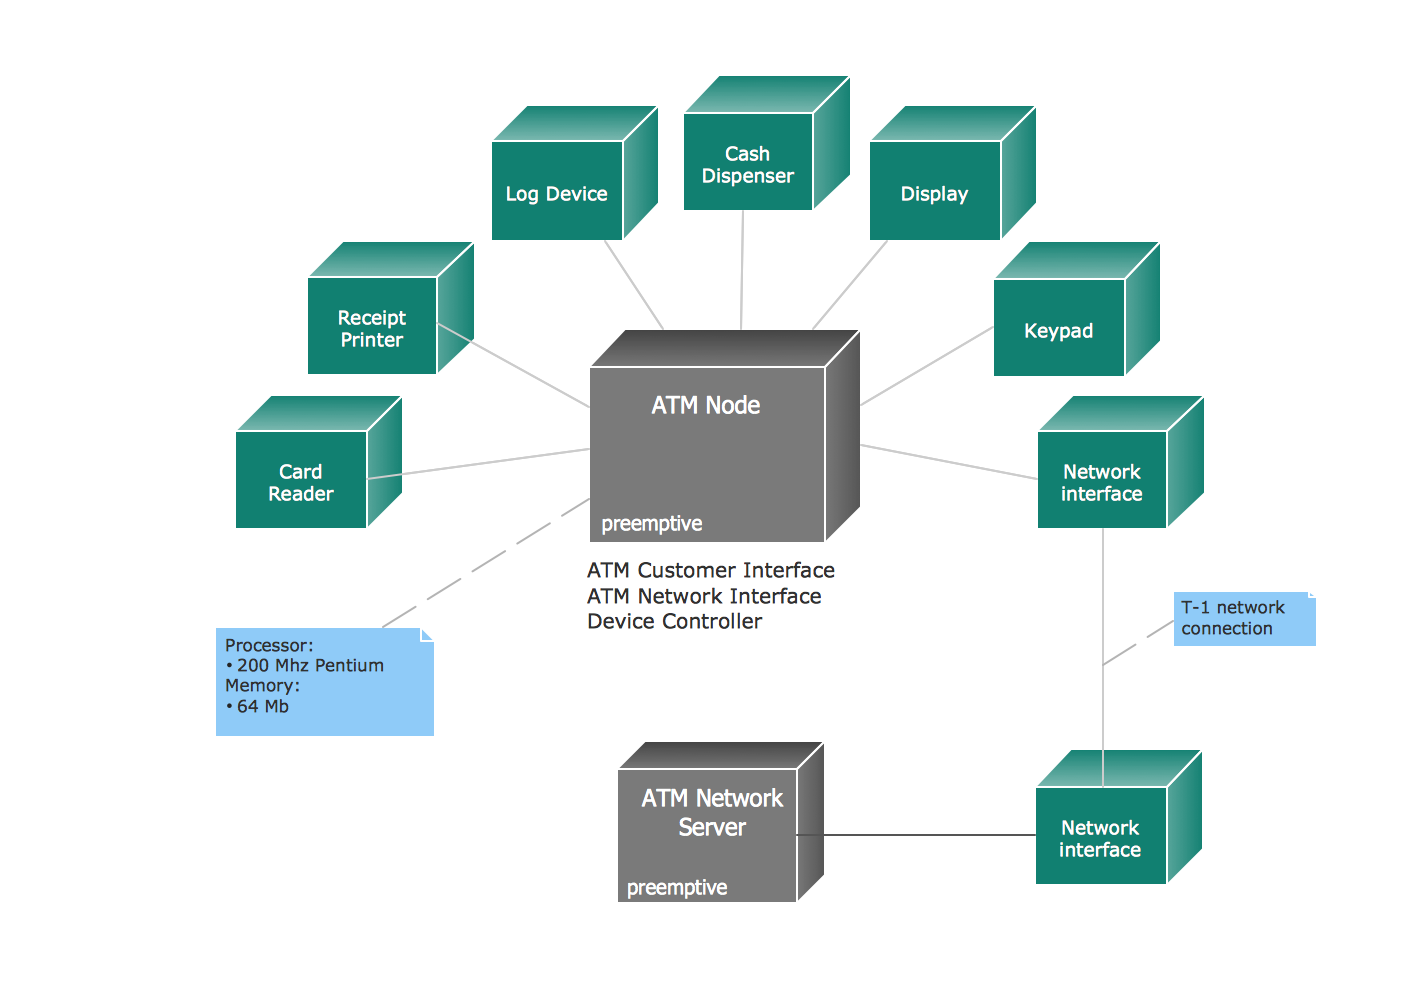 Cash
Dispenser
Log Device
Display
Receipt
Printer
Keypad
ATM Node
preemptive
Card
Reader
Network
interface
ATM Customer Interface
ATM Network Interface
Device Controller
T-1 network
connection
Processor:
• 200 Mhz Pentium
Memory:
• 64 Mb
ATM Network
Server
preemptive
Network
interface